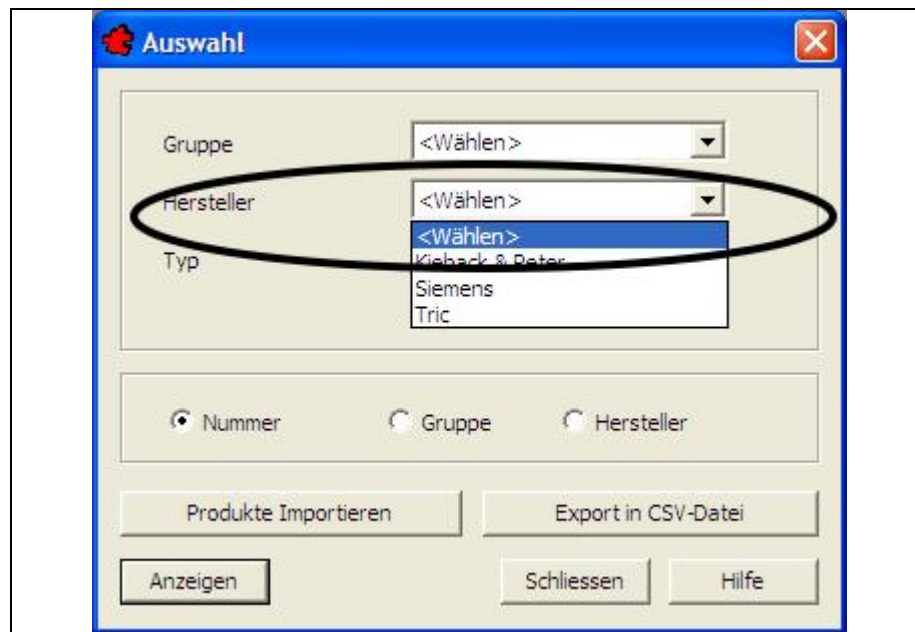 Auswahl
Gruppe <Wählen>
Hersteller <Wählen>
<Wählen>
Typ Kieback & Peter
Siemens
Tric
Nummer Gruppe Hersteller
Produkte Importieren Export in CSV-Datei
Anzeigen Schliessen Hilfe